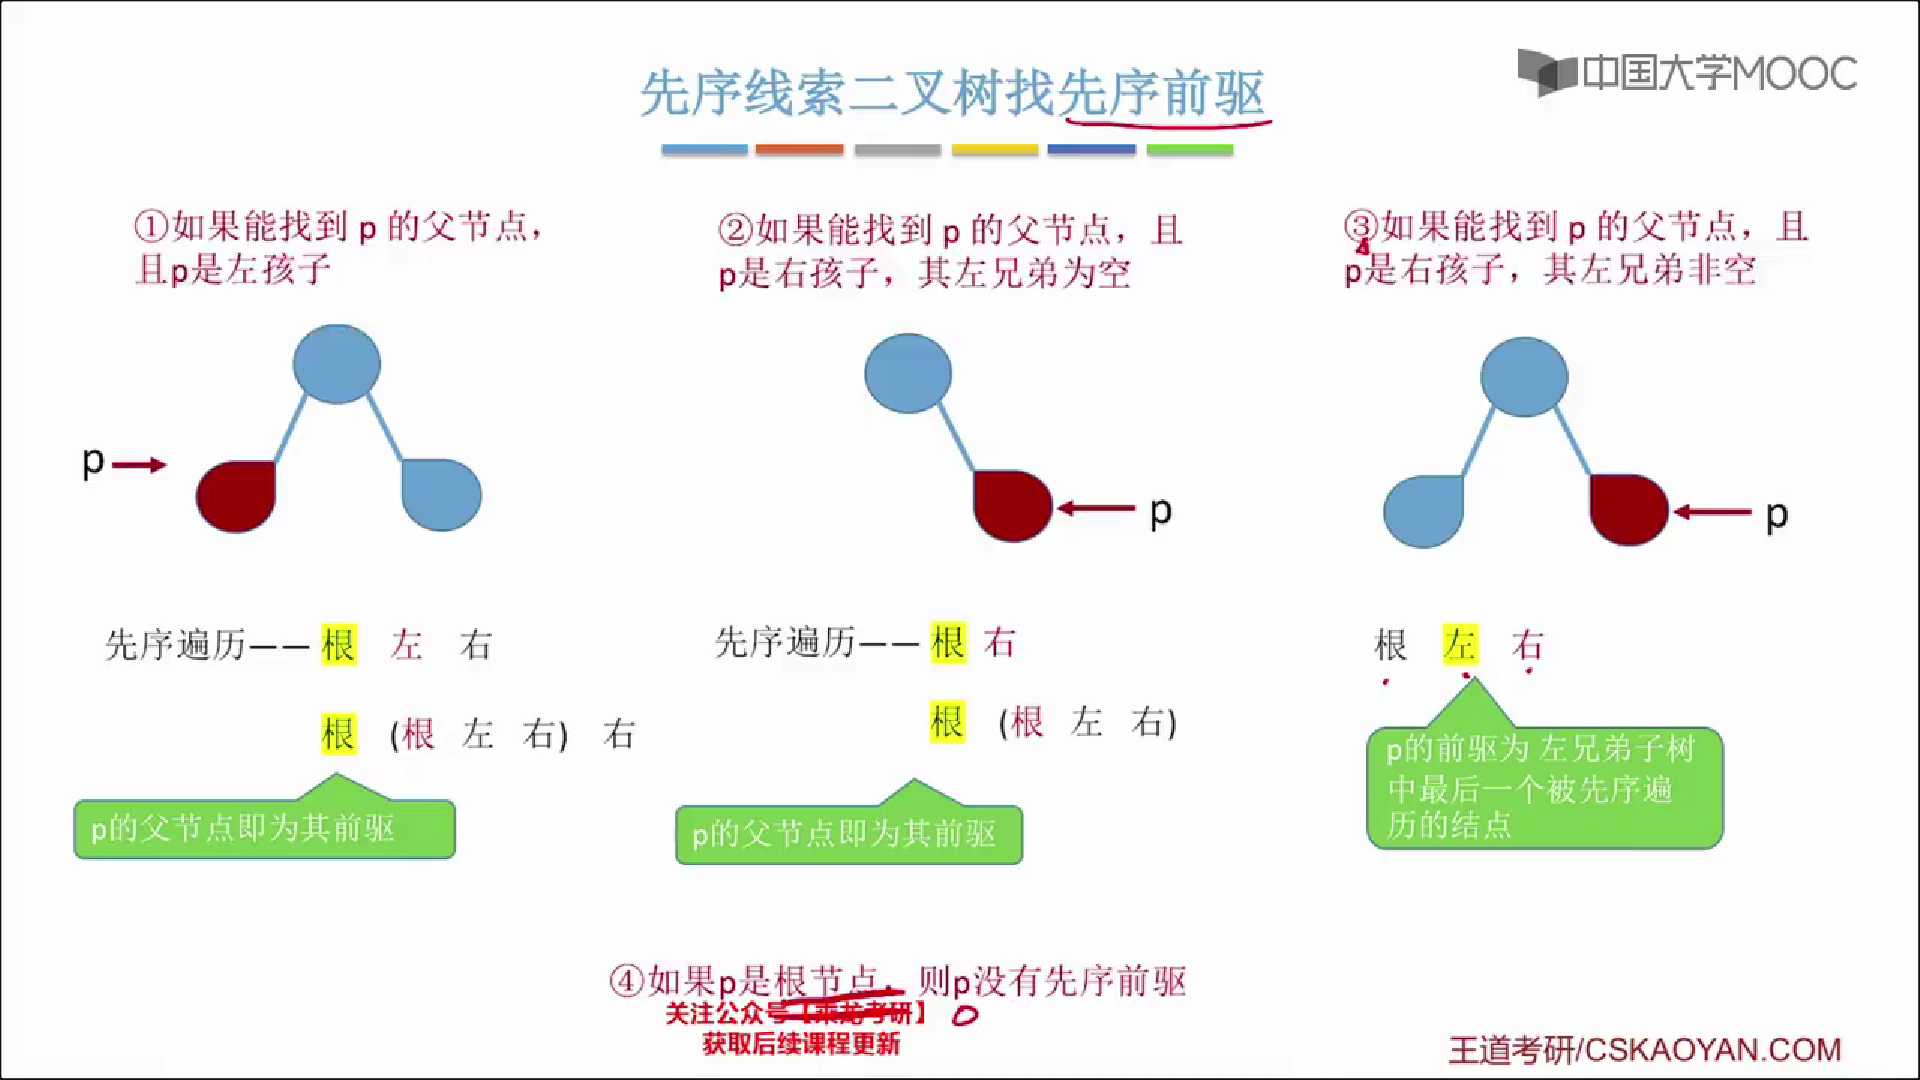 先序线索二叉树找先序前驱
中国大学MOOC
①如果能找到 p 的父节点，
且p是左孩子
②如果能找到 p 的父节点，且
p是右孩子，其左兄弟为空
③如果能找到 p 的父节点，且
p是右孩子，其左兄弟非空
p
p
p
先序遍历——根 左 右
根 (根 左 右) 右
p的父节点即为其前驱
先序遍历——根 右
根 (根 左 右)
p的父节点即为其前驱
根 左 右
p的前驱为 左兄弟子树
中最后一个被先序遍
历的结点
④如果p是根节点，则p没有先序前驱
关注公众号【乘龙考研】
获取后续课程更新
王道考研/CSKAOYAN.COM